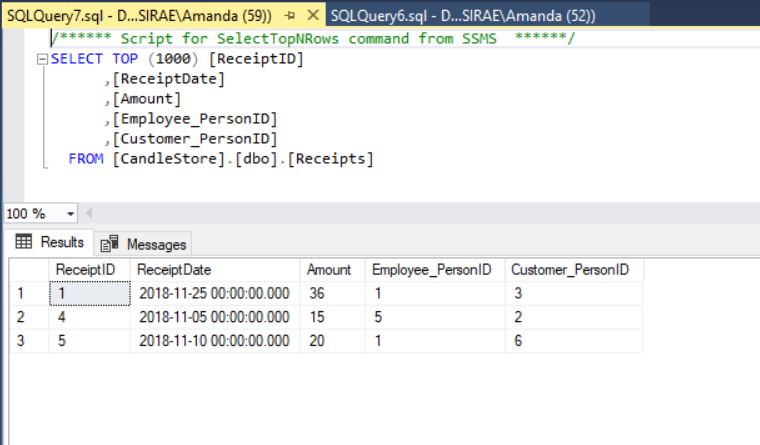 SQLQuery7.sql - D...SIRAE\Amanda (59)) SQLQuery6.sql - D...SIRAE\Amanda (52))
/****** Script for SelectTopNRows command from SSMS  ******/
SELECT TOP (1000) [ReceiptID]
,[ReceiptDate]
,[Amount]
,[Employee_PersonID]
,[Customer_PersonID]
FROM [CandleStore].[dbo].[Receipts]
100 %
Results Messages
ReceiptID ReceiptDate Amount Employee_PersonID Customer_PersonID
1 1 2018-11-25 00:00:00.000 36 1 3
2 4 2018-11-05 00:00:00.000 15 5 2
3 5 2018-11-10 00:00:00.000 20 1 6